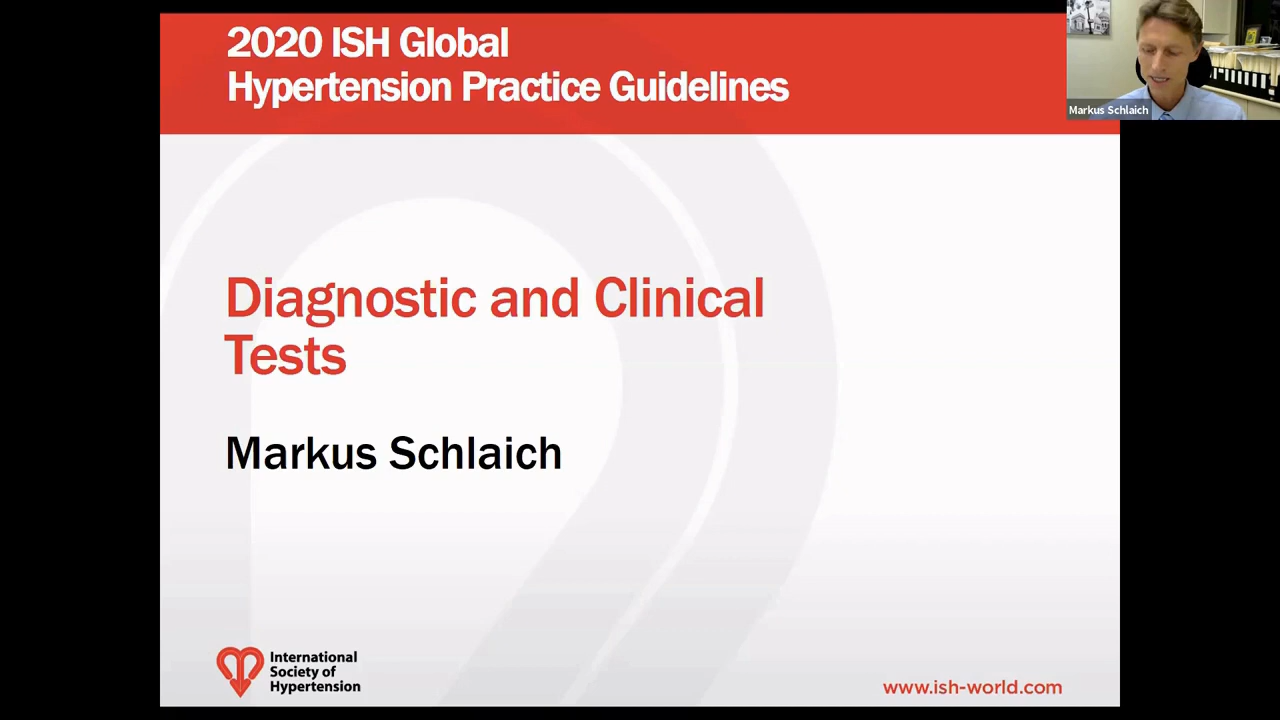 2020 ISH Global
Hypertension Practice Guidelines
Markus Schlaich
Diagnostic and Clinical
Tests
Markus Schlaich
International
Society of
Hypertension
www.ish-world.com